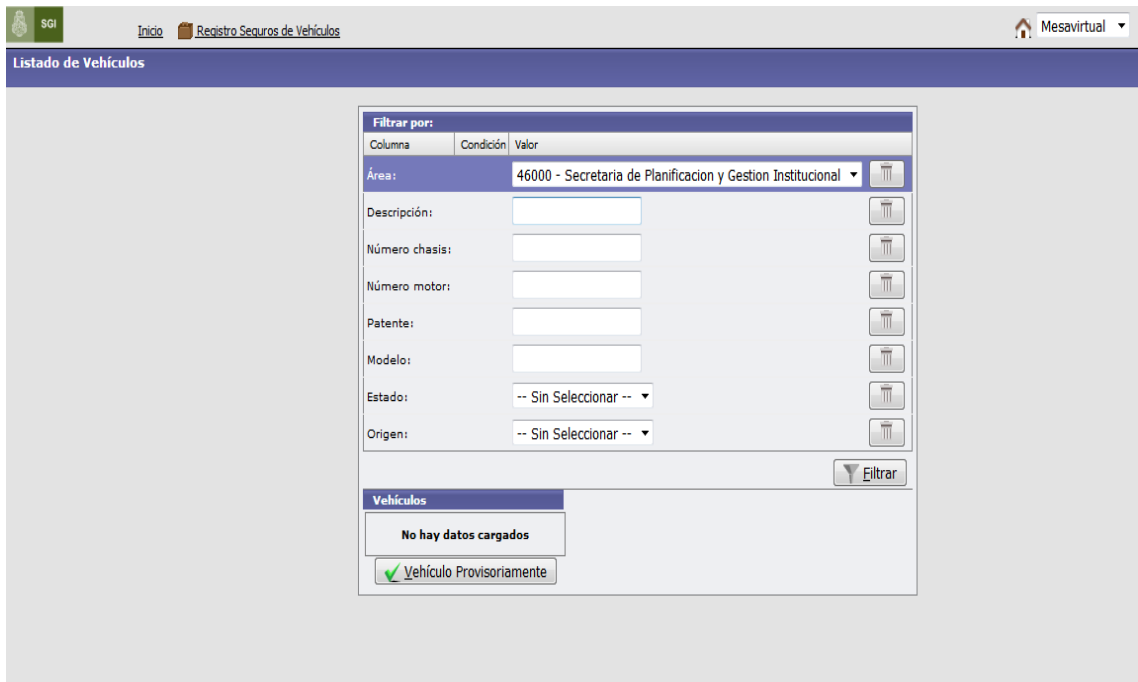 SGI
Inicio Registro Seguros de Vehículos Mesavirtual
Listado de Vehículos
Filtrar por:
Columna Condición Valor
Área: 46000 - Secretaria de Planificacion y Gestion Institucional
Descripción:
Número chasis:
Número motor:
Patente:
Modelo:
Estado: -- Sin Seleccionar --
Origen: -- Sin Seleccionar --
Filtrar
Vehículos
No hay datos cargados
Vehículo Provisoriamente